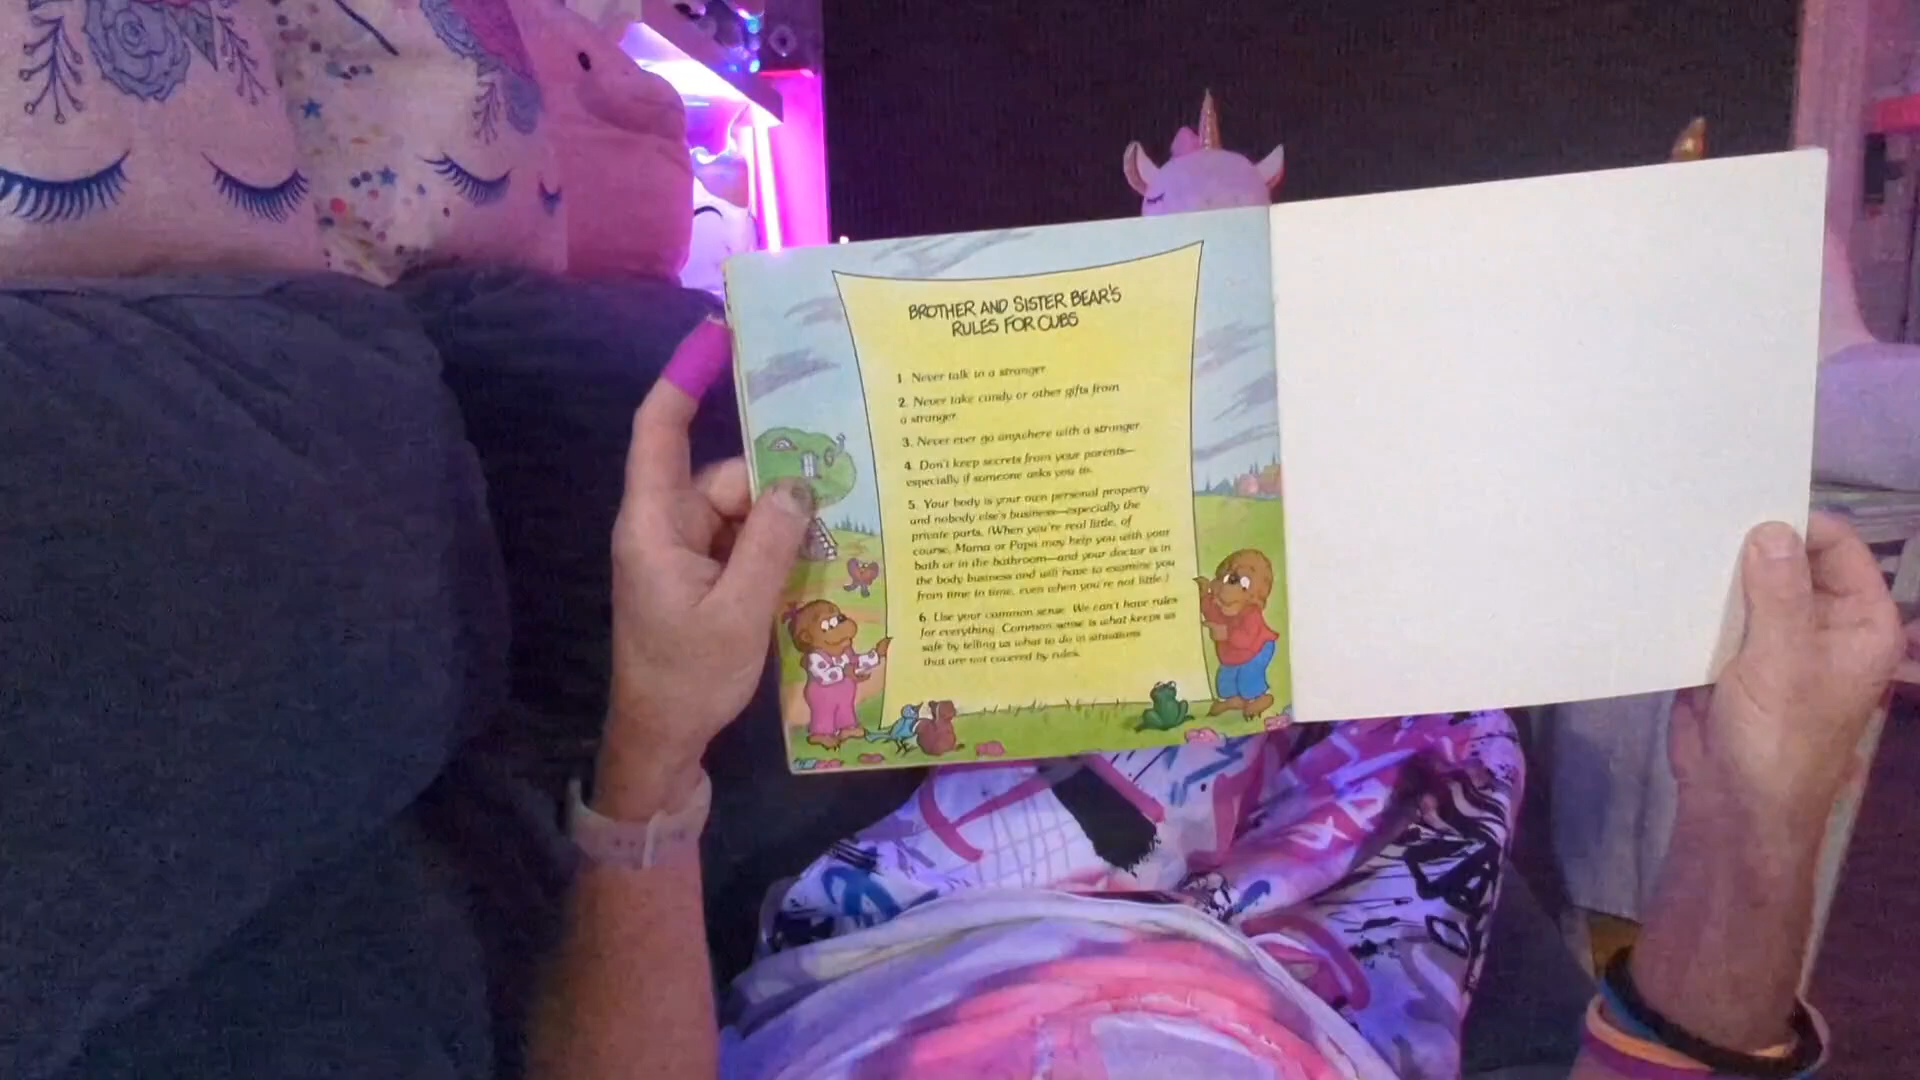 BROTHER AND SISTER BEAR'S
RULES FOR CUBS
1. Never talk to a stranger.
2. Never take candy or other gifts from
a stranger.
3. Never ever go anywhere with a stranger.
4. Don't keep secrets from your parents—
especially if someone asks you to.
5. Your body is your own personal property
and nobody else's business—especially the
private parts. (When you're real little, of
course, Mama or Papa may help you with your
bath or in the bathroom—and your doctor is in
the body business and will have to examine you
from time to time, even when you're not little.)
6. Use your common sense. We can't have rules
for everything. Common sense is what keeps us
safe by telling us what to do in situations
that are not covered by rules.